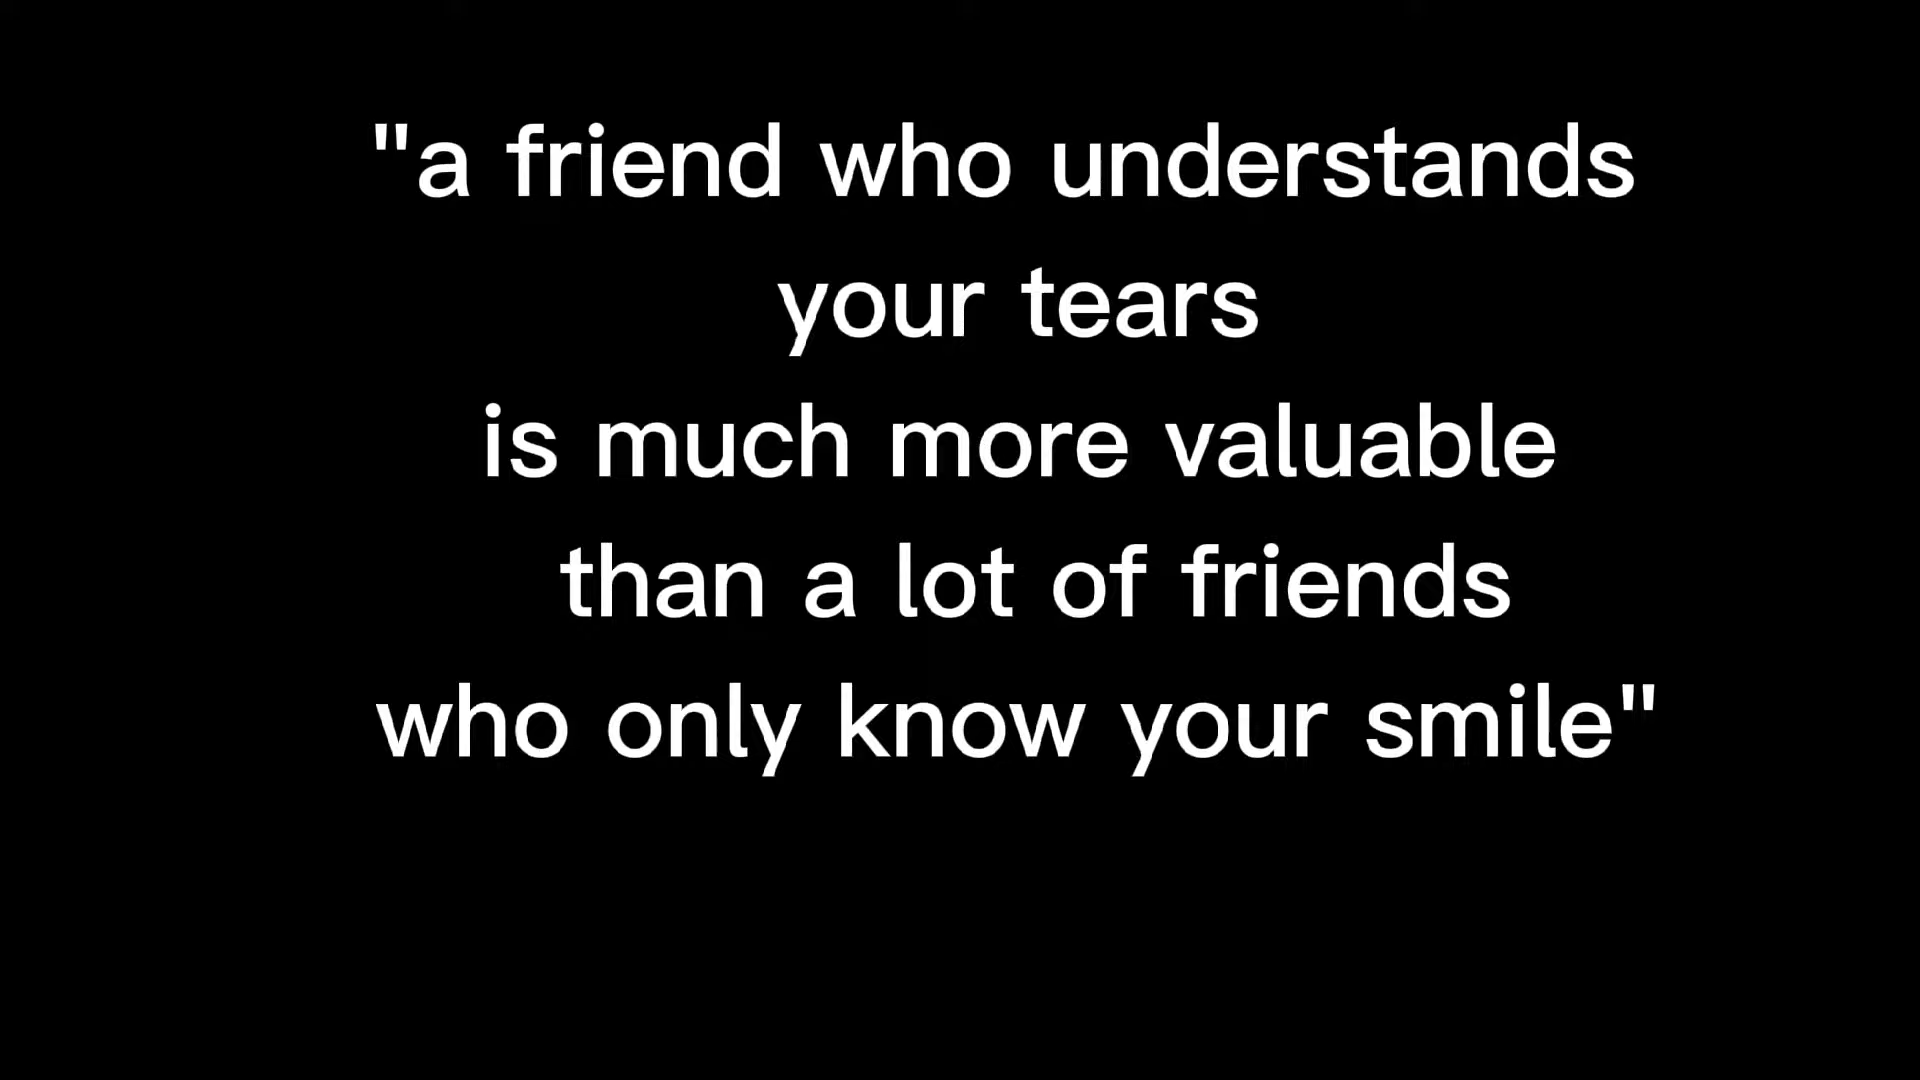 "a friend who understands
your tears
is much more valuable
than a lot of friends
who only know your smile"